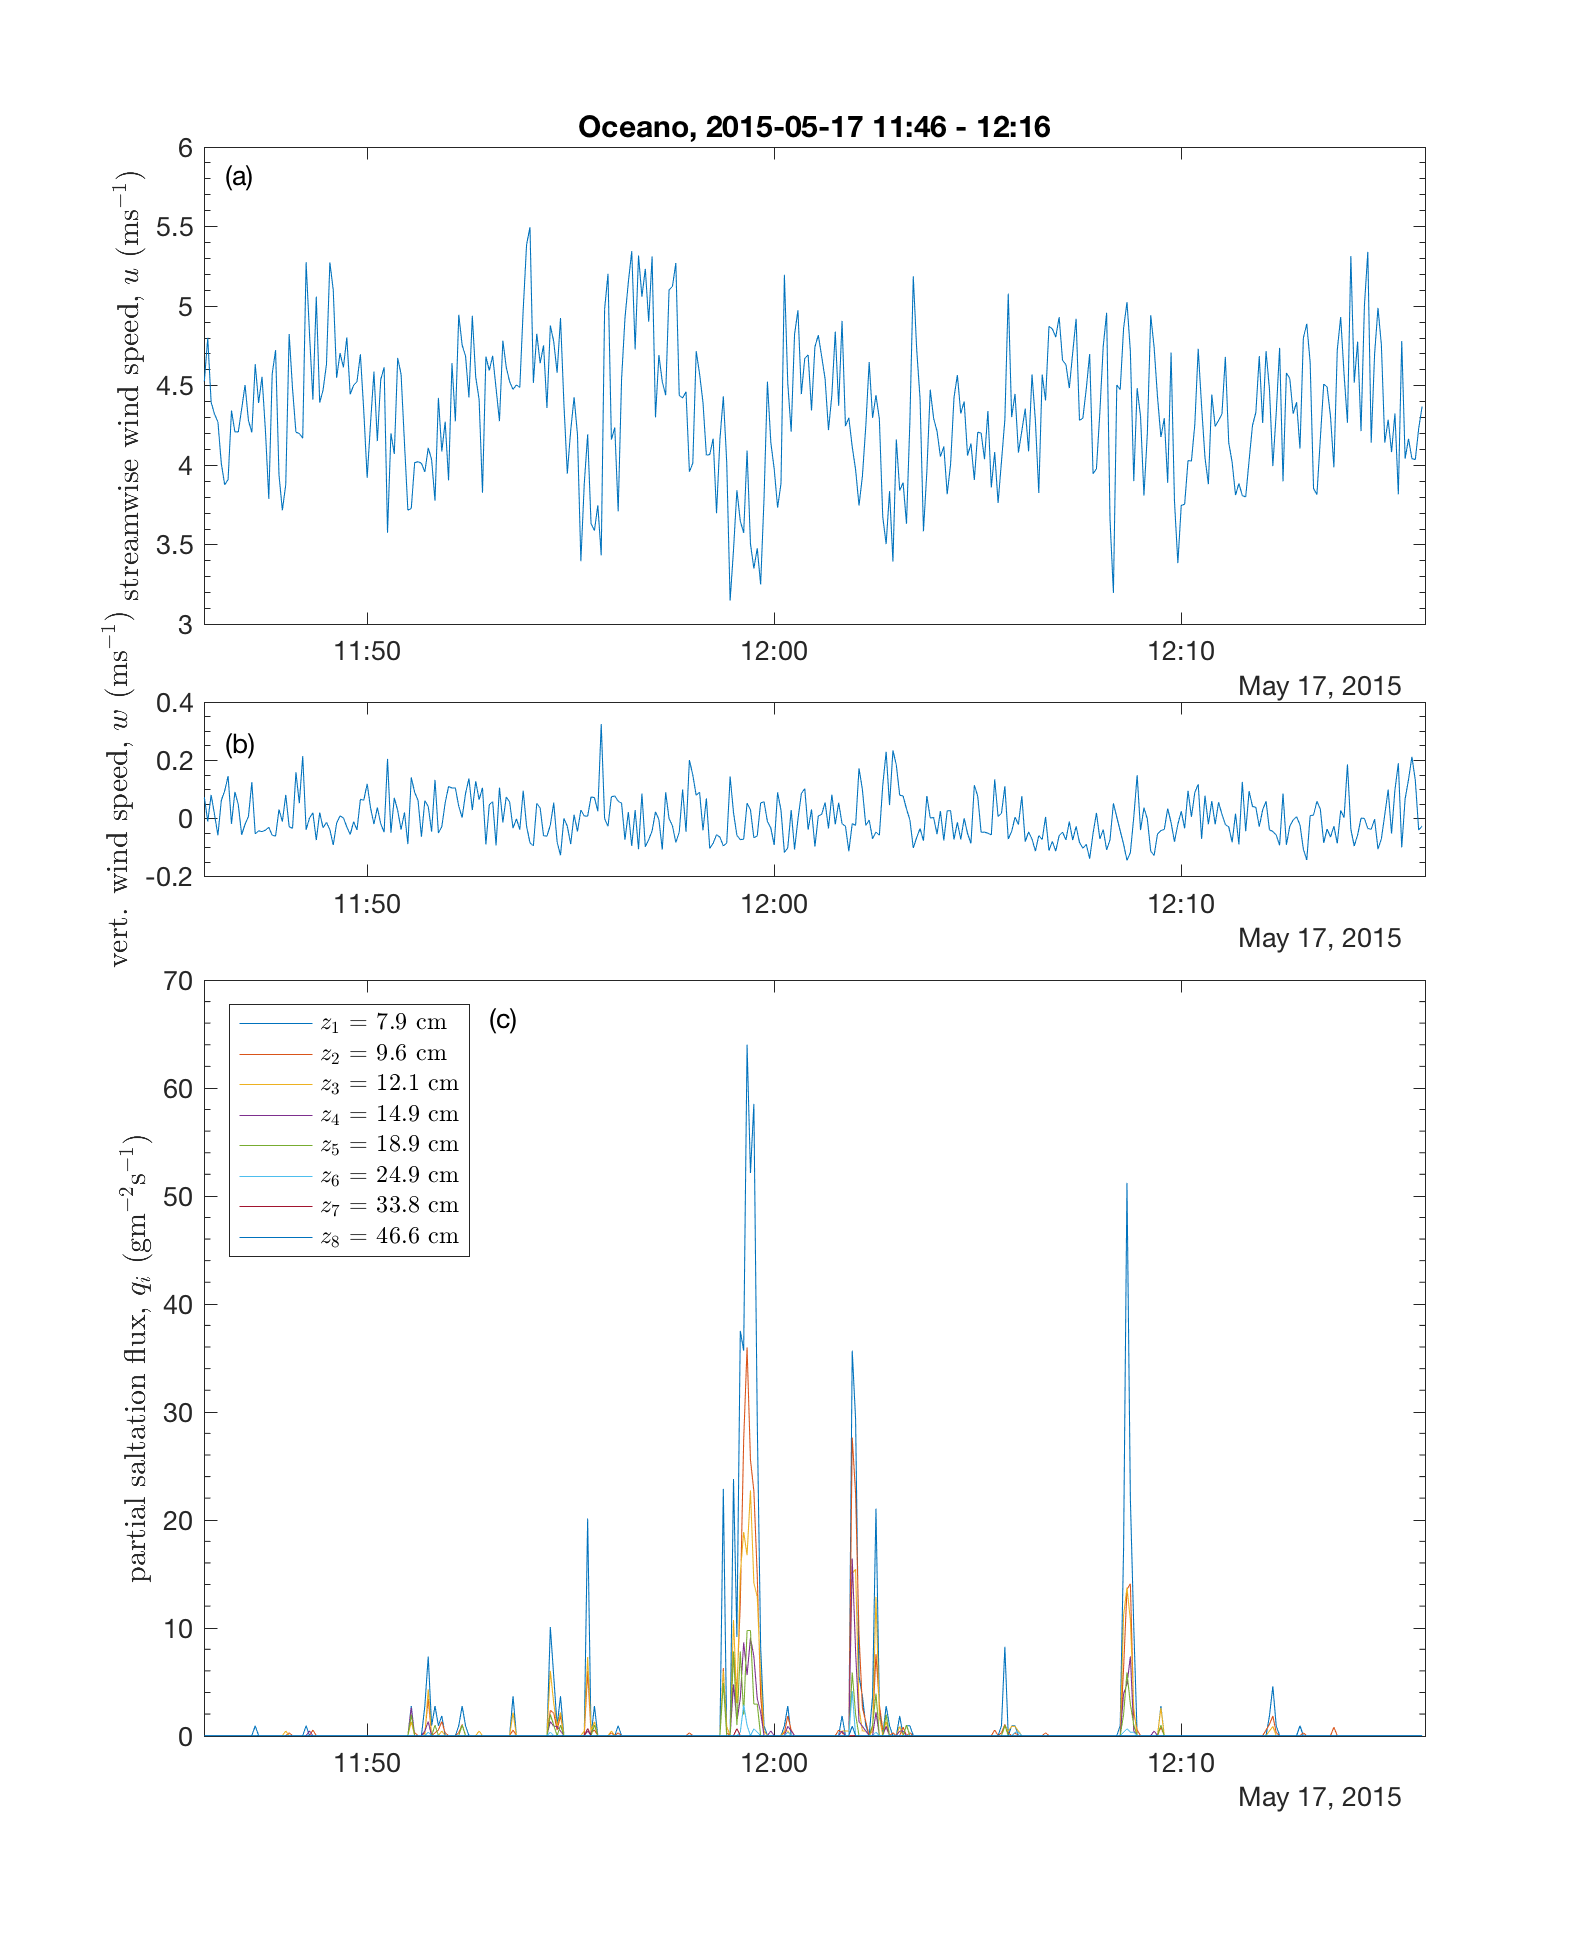 Oceano, 2015-05-17 11:46 - 12:16
(a)
streamwise wind speed, u (ms⁻¹)
6
5.5
5
4.5
4
3.5
3
11:50 12:00 12:10
May 17, 2015
(b)
vert. wind speed, w (ms⁻¹)
0.4
0.2
0
-0.2
11:50 12:00 12:10
May 17, 2015
(c)
partial saltation flux, qᵢ (gm⁻²s⁻¹)
70
60
50
40
30
20
10
0
z₁ = 7.9 cm
z₂ = 9.6 cm
z₃ = 12.1 cm
z₄ = 14.9 cm
z₅ = 18.9 cm
z₆ = 24.9 cm
z₇ = 33.8 cm
z₈ = 46.6 cm
11:50 12:00 12:10
May 17, 2015